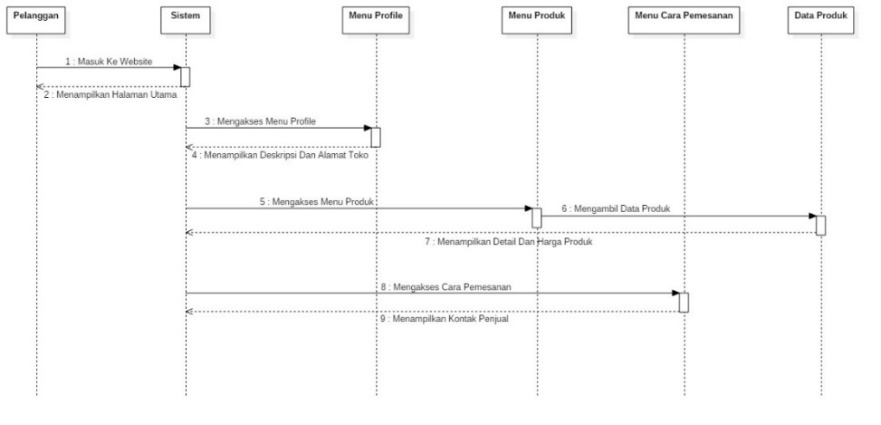 Pelanggan
Sistem
Menu Profile
Menu Produk
Menu Cara Pemesanan
Data Produk
1 : Masuk Ke Website
2 : Menampilkan Halaman Utama
3 : Mengakses Menu Profile
4 : Menampilkan Deskripsi Dan Alamat Toko
5 : Mengakses Menu Produk
6 : Mengambil Data Produk
7 : Menampilkan Detail Dan Harga Produk
8 : Mengakses Cara Pemesanan
9 : Menampilkan Kontak Penjual